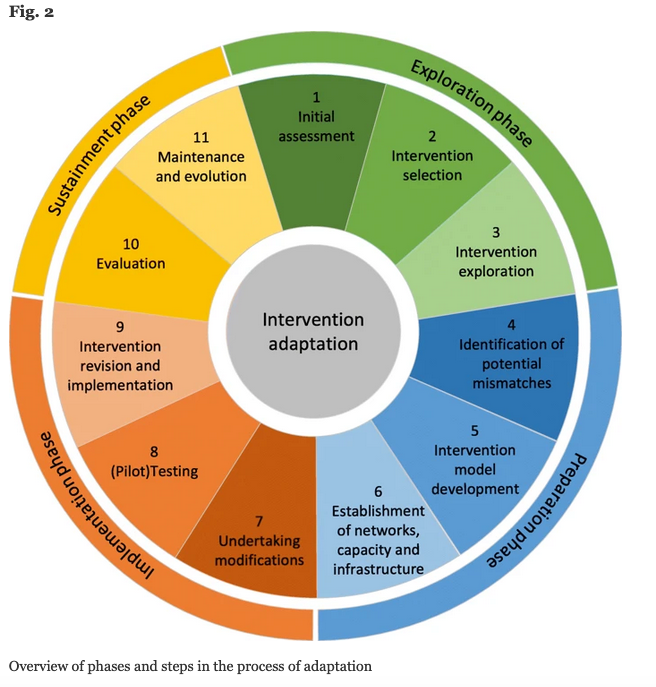 Fig. 2
Exploration phase
Sustainment phase
1
Initial
assessment
2
Intervention
selection
3
Intervention
exploration
4
Identification of
potential
mismatches
5
Intervention
model
development
6
Establishment
of networks,
capacity and
infrastructure
7
Undertaking
modifications
8
(Pilot)Testing
9
Intervention
revision and
implementation
10
Evaluation
11
Maintenance
and evolution
Intervention
adaptation
Preparation phase
Implementation phase
Overview of phases and steps in the process of adaptation